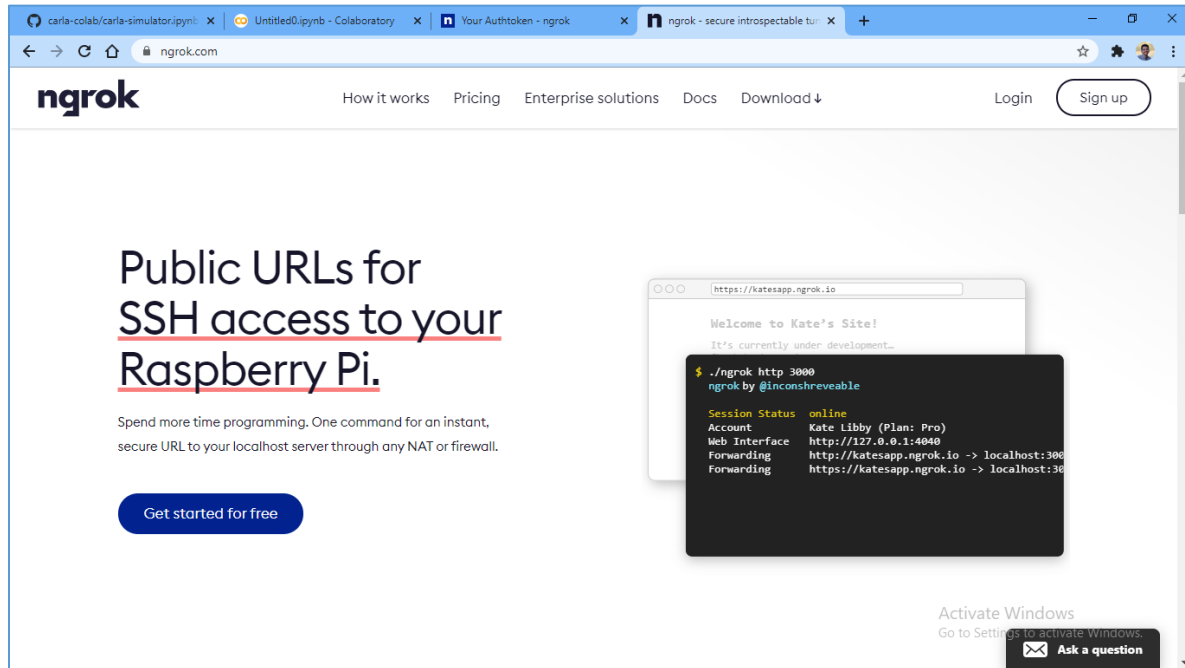 carla-colab/carla-simulator.ipynb
Untitled0.ipynb - Colaboratory
Your Authtoken - ngrok
ngrok - secure introspectable tun
ngrok.com
ngrok
How it works
Pricing
Enterprise solutions
Docs
Download ↓
Login
Sign up
Public URLs for
SSH access to your
Raspberry Pi.
Spend more time programming. One command for an instant,
secure URL to your localhost server through any NAT or firewall.
Get started for free
https://katesapp.ngrok.io
Welcome to Kate's Site!
It's currently under development…
$ ./ngrok http 3000
ngrok by @inconshreveable
Session Status online
Account Kate Libby (Plan: Pro)
Web Interface http://127.0.0.1:4040
Forwarding http://katesapp.ngrok.io -> localhost:300
Forwarding https://katesapp.ngrok.io -> localhost:30
Activate Windows
Go to Settings to activate Windows.
Ask a question